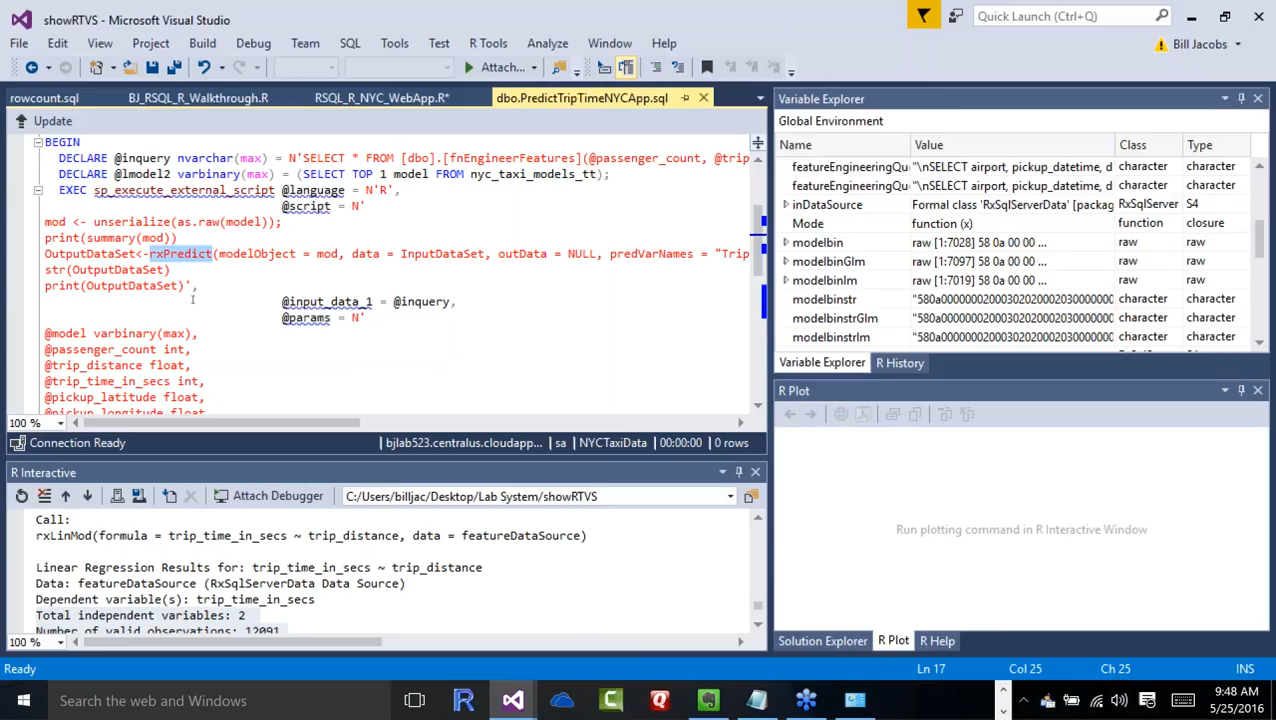 showRTVS - Microsoft Visual Studio
Quick Launch (Ctrl+Q)
File Edit View Project Build Debug Team SQL Tools Test R Tools Analyze Window Help
Bill Jacobs
Attach...
rowcount.sql BJ_RSQL_R_Walkthrough.R RSQL_R_NYC_WebApp.R* dbo.PredictTripTimeNYCApp.sql
Update
BEGIN
DECLARE @inquery nvarchar(max) = N'SELECT * FROM [dbo].[fnEngineerFeatures](@passenger_count, @trip
DECLARE @lmodel2 varbinary(max) = (SELECT TOP 1 model FROM nyc_taxi_models_tt);
EXEC sp_execute_external_script @language = N'R',
@script = N'
mod <- unserialize(as.raw(model));
print(summary(mod))
OutputDataSet<-rxPredict(modelObject = mod, data = InputDataSet, outData = NULL, predVarNames = "Trip
str(OutputDataSet)
print(OutputDataSet)',
@input_data_1 = @inquery,
@params = N'
@model varbinary(max),
@passenger_count int,
@trip_distance float,
@trip_time_in_secs int,
@pickup_latitude float,
@pickup_longitude float
100 %
Connection Ready bjlab523.centralus.cloudapp... sa NYCTaxiData 00:00:00 0 rows
R Interactive
Attach Debugger C:/Users/billjac/Desktop/Lab System/showRTVS
Call:
rxLinMod(formula = trip_time_in_secs ~ trip_distance, data = featureDataSource)
Linear Regression Results for: trip_time_in_secs ~ trip_distance
Data: featureDataSource (RxSqlServerData Data Source)
Dependent variable(s): trip_time_in_secs
Total independent variables: 2
Number of valid observations: 12091
100 %
Variable Explorer
Global Environment
Name Value Class Type
featureEngineeringQu "\nSELECT airport, pickup_datetime, d character character
featureEngineeringQu "\nSELECT airport, pickup_datetime, d character character
inDataSource Formal class 'RxSqlServerData' [packag RxSqlServer S4
Mode function (x) function closure
modelbin raw [1:7028] 58 0a 00 00 ... raw raw
modelbinGlm raw [1:7097] 58 0a 00 00 ... raw raw
modelbinlm raw [1:7019] 58 0a 00 00 ... raw raw
modelbinstr "580a0000000200030202000203000000 character character
modelbinstrGlm "580a0000000200030202000203000000 character character
modelbinstrlm "580a0000000200030202000203000000 character character
Variable Explorer R History
R Plot
Run plotting command in R Interactive Window
Solution Explorer R Plot R Help
Ready Ln 17 Col 25 Ch 25 INS
Search the web and Windows
9:48 AM
5/25/2016